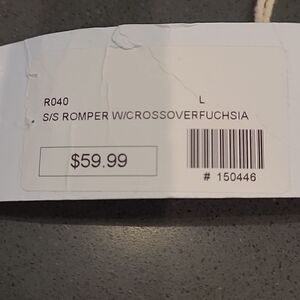 R040 L
S/S ROMPER W/CROSSOVERFUCHSIA
$59.99
# 150446